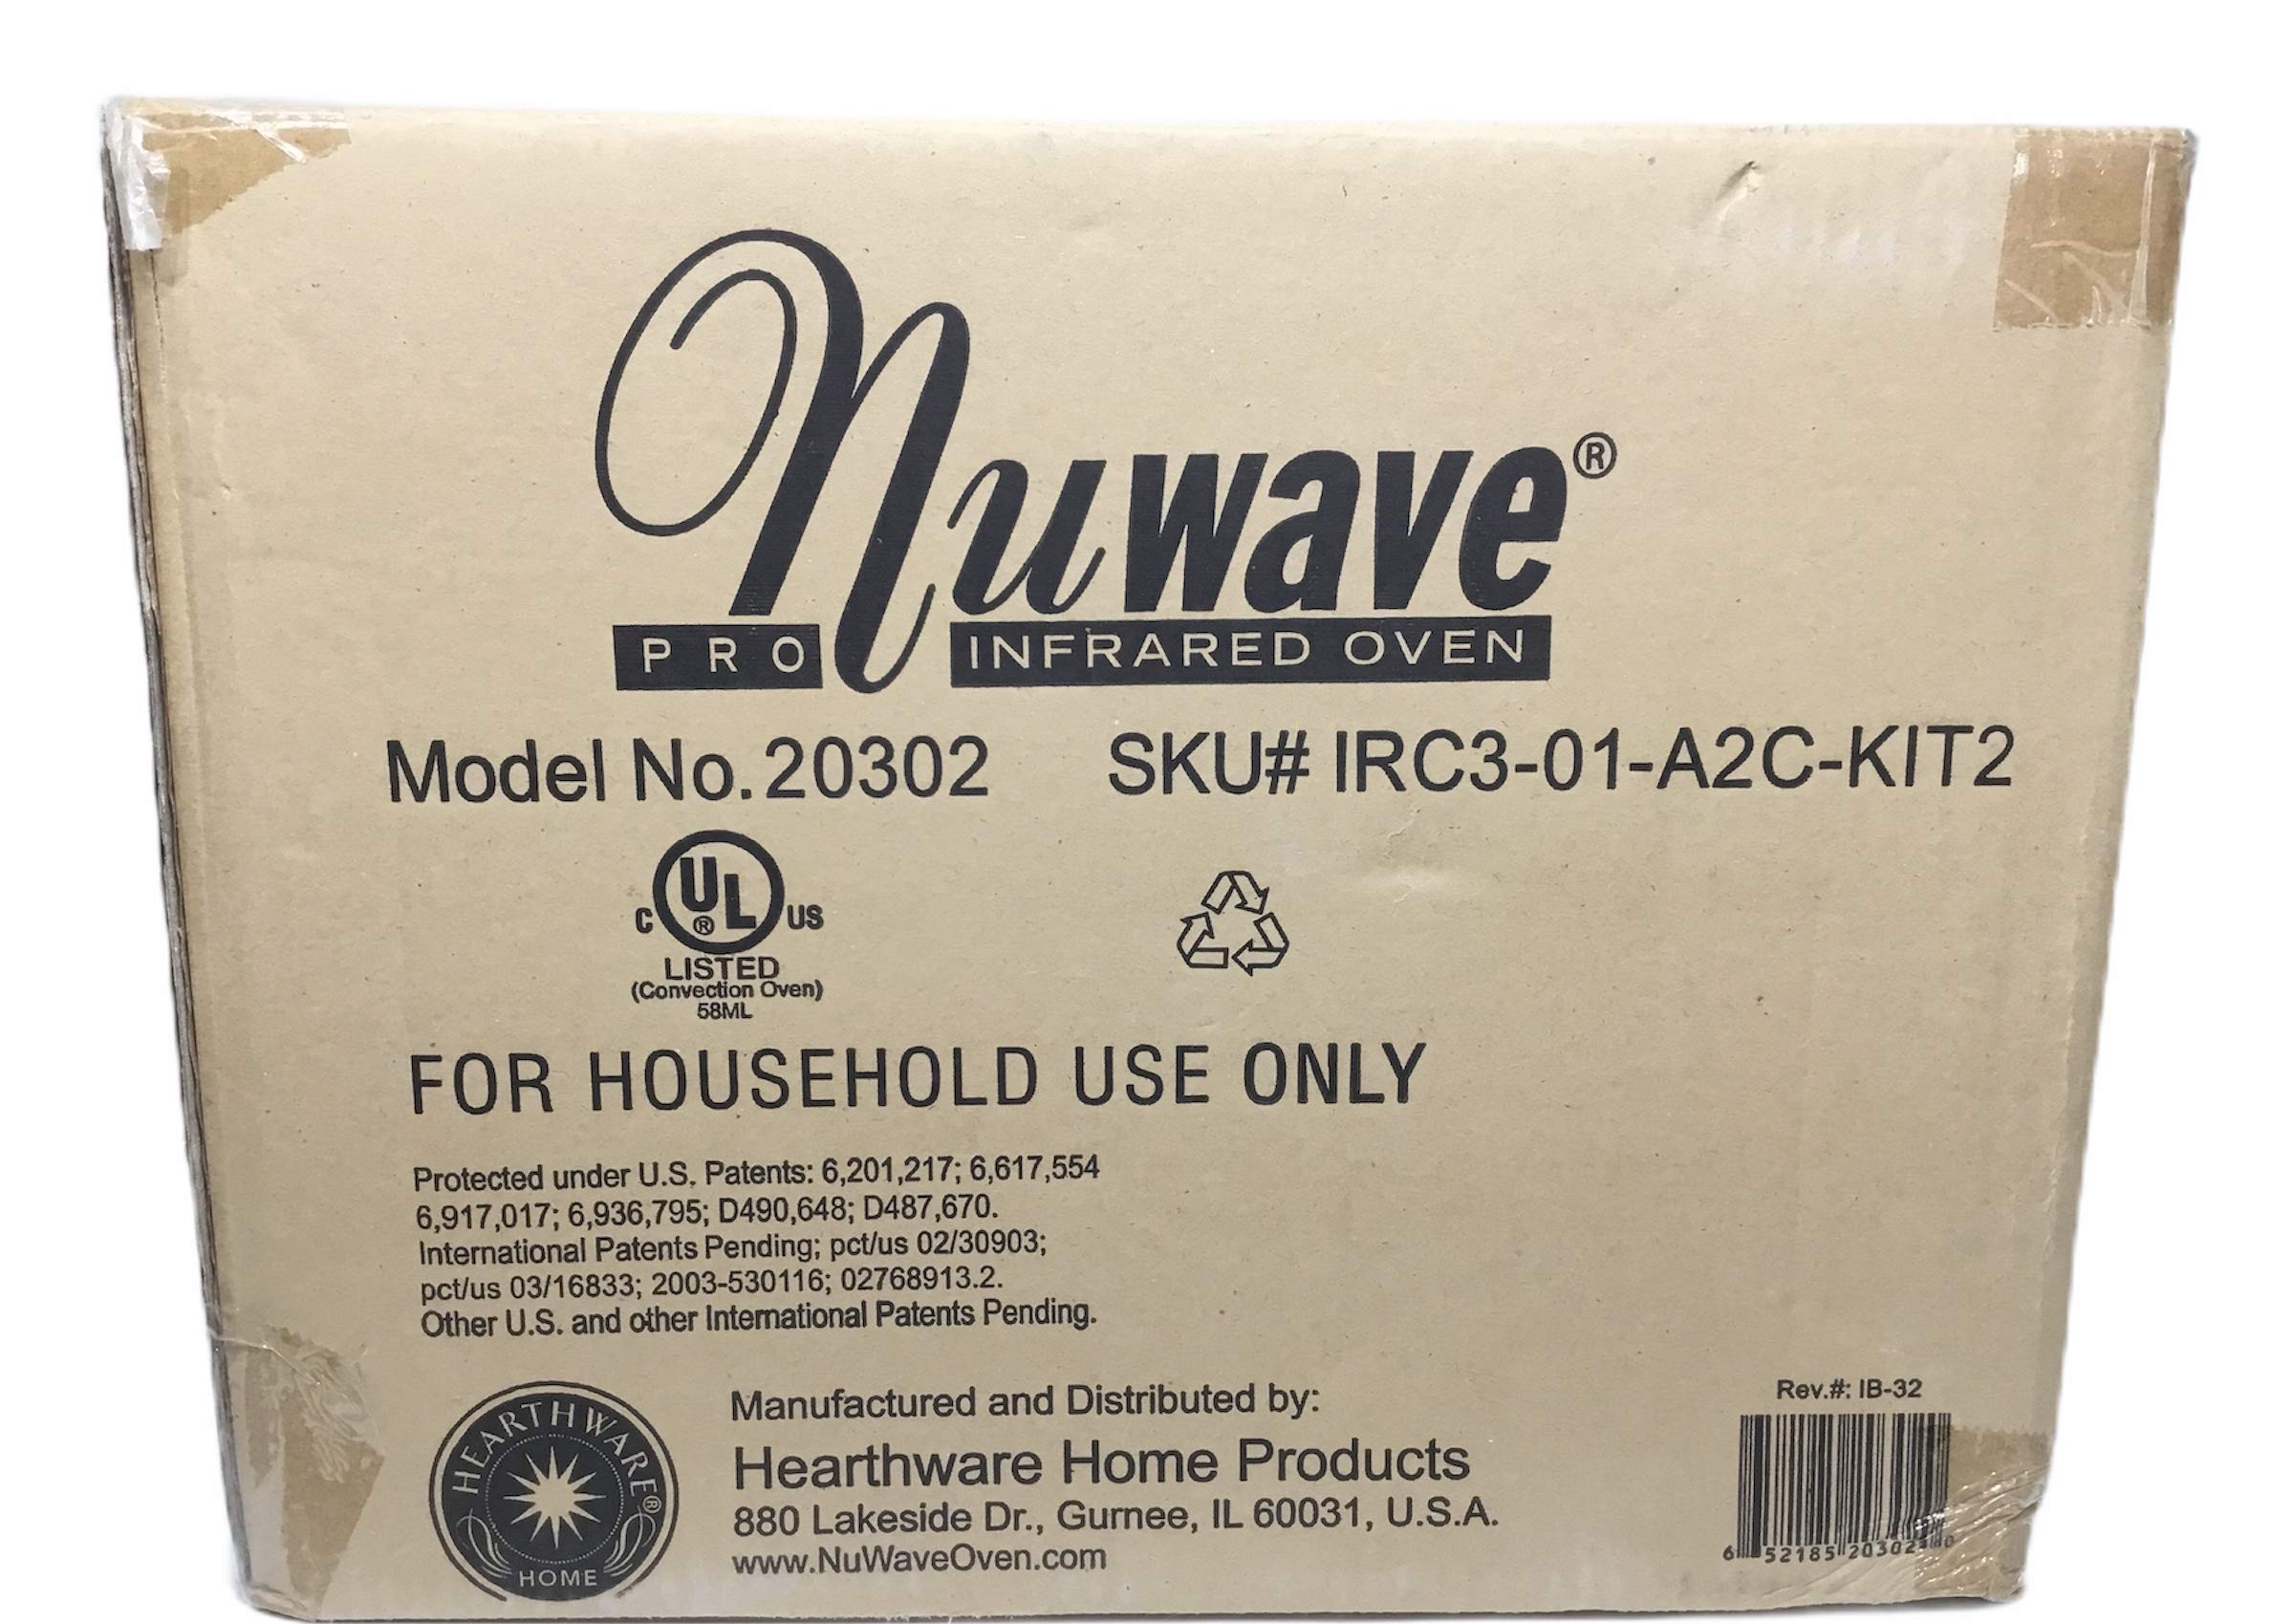 Nuwave®
PRO INFRARED OVEN
Model No. 20302 SKU# IRC3-01-A2C-KIT2
C UL® US
LISTED
(Convection Oven)
58ML
FOR HOUSEHOLD USE ONLY
Protected under U.S. Patents: 6,201,217; 6,617,554
6,917,017; 6,936,795; D490,648; D487,670.
International Patents Pending; pct/us 02/30903;
pct/us 03/16833; 2003-530116; 02768913.2.
Other U.S. and other International Patents Pending.
HEARTHWARE®
HOME
Manufactured and Distributed by:
Hearthware Home Products
880 Lakeside Dr., Gurnee, IL 60031, U.S.A.
www.NuWaveOven.com
Rev.#: IB-32
6 52185 20302 0